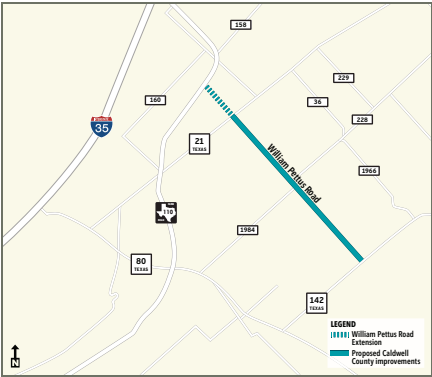 158
229
160
36
INTERSTATE
35
228
21
TEXAS
William Pettus Road
1966
110
1984
80
TEXAS
142
TEXAS
LEGEND
William Pettus Road
Extension
Proposed Caldwell
County improvements
N